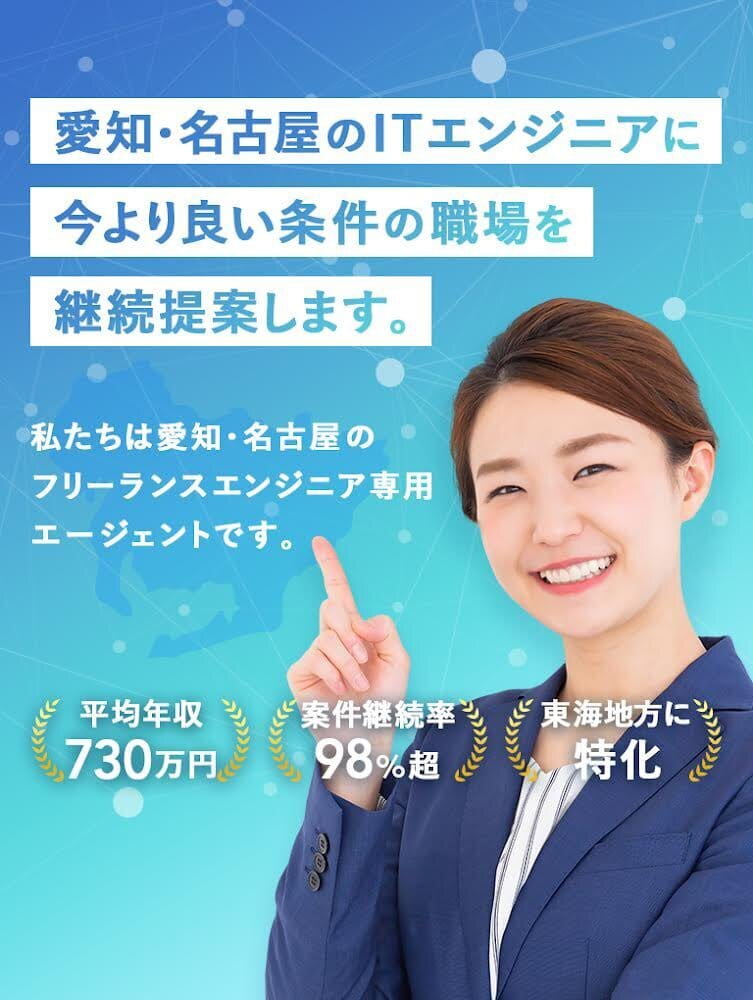 愛知・名古屋のITエンジニアに
今より良い条件の職場を
継続提案します。
私たちは愛知・名古屋の
フリーランスエンジニア専用
エージェントです。
平均年収
730万円
案件継続率
98%超
東海地方に
特化